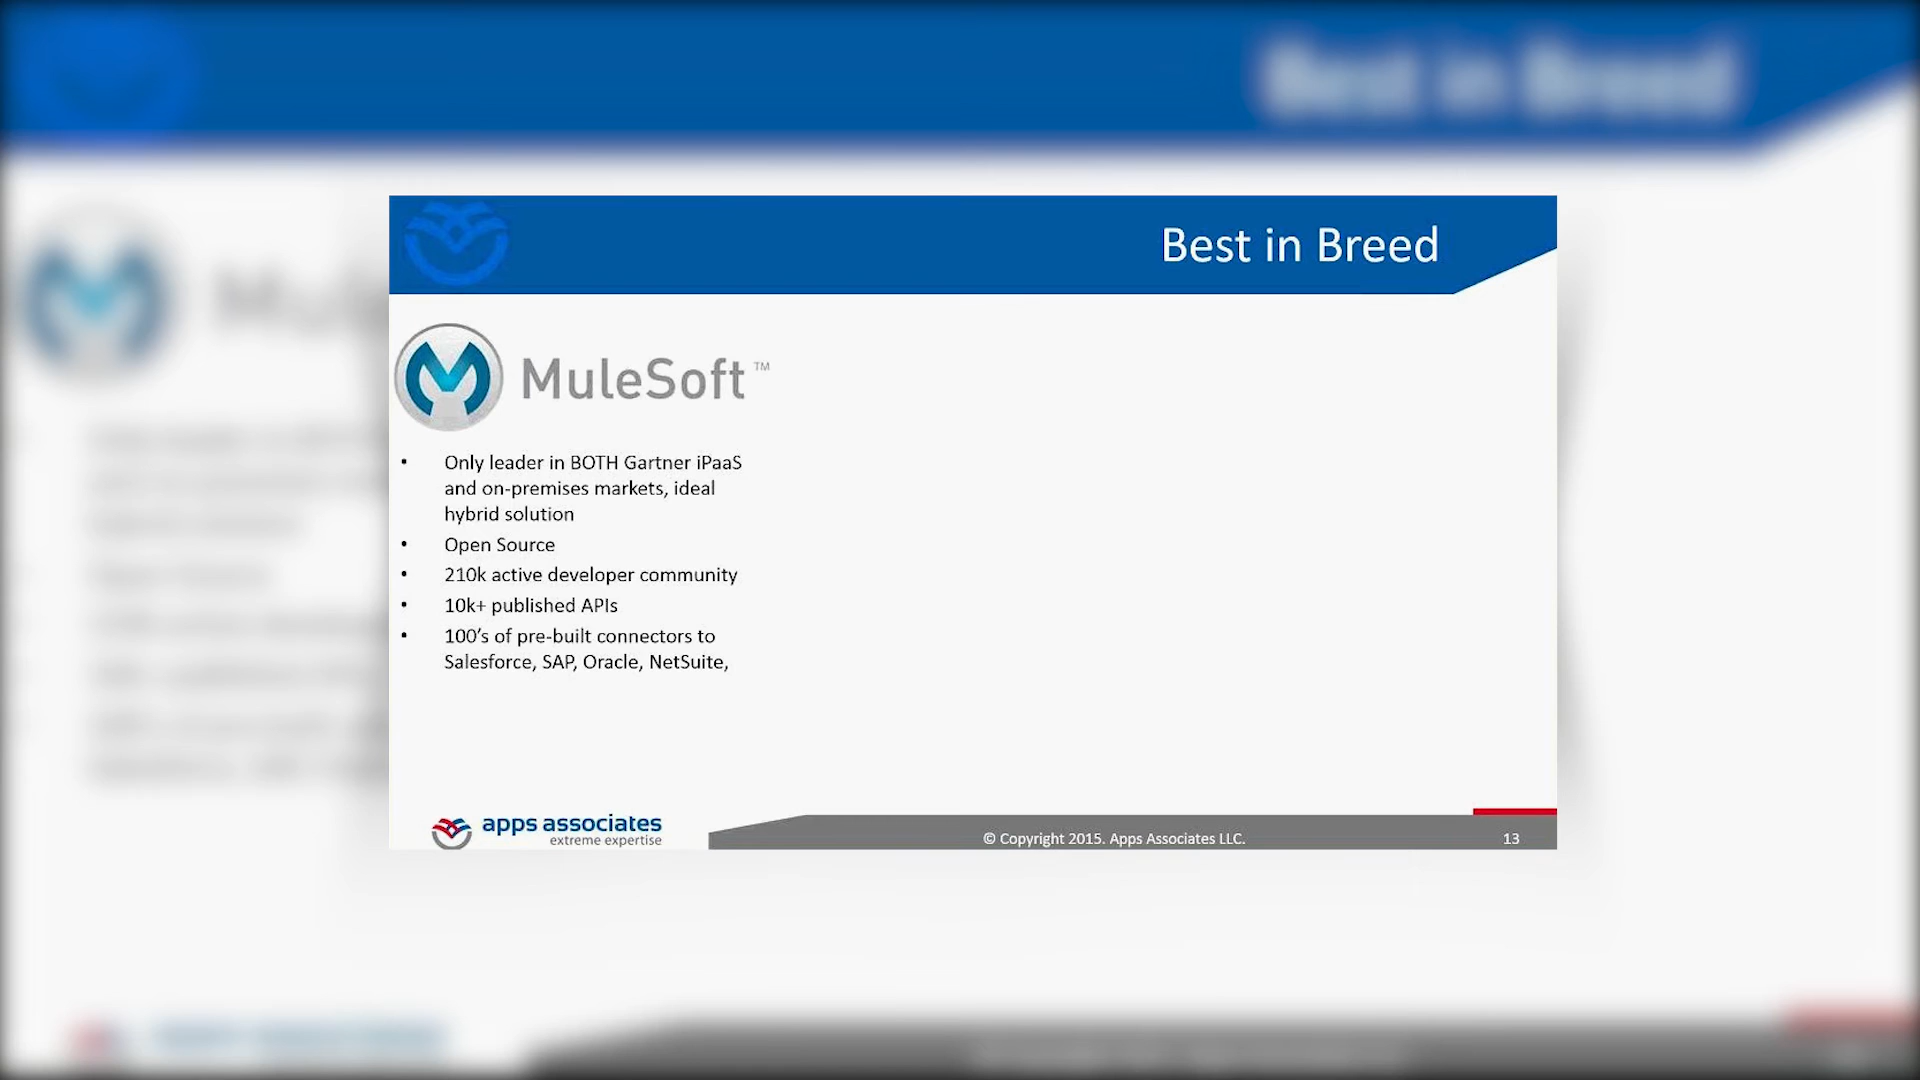 Best in Breed
MuleSoft™
• Only leader in BOTH Gartner iPaaS
and on-premises markets, ideal
hybrid solution
• Open Source
• 210k active developer community
• 10k+ published APIs
• 100's of pre-built connectors to
Salesforce, SAP, Oracle, NetSuite,
apps associates
extreme expertise
© Copyright 2015. Apps Associates LLC.
13